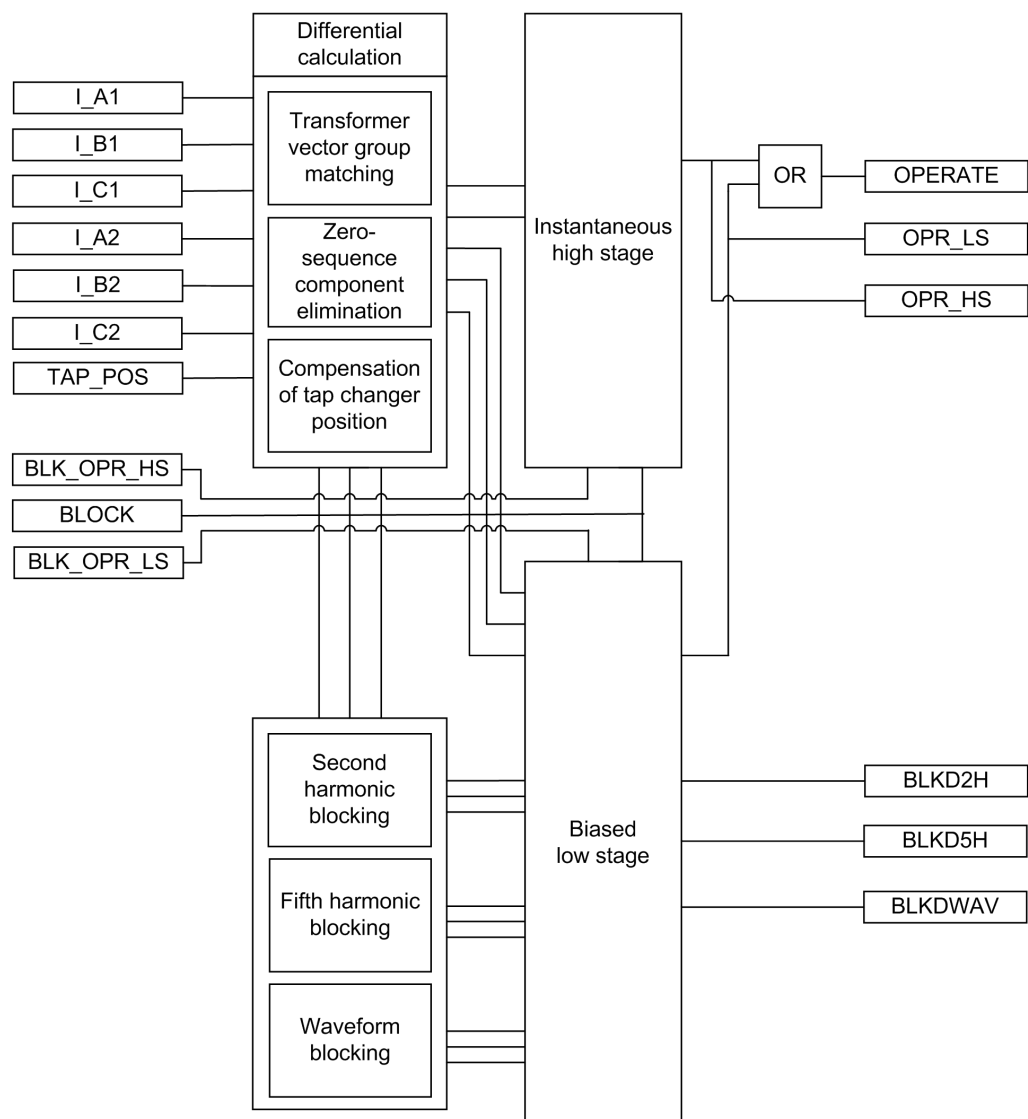 Differential
calculation
I_A1
I_B1
I_C1
I_A2
I_B2
I_C2
TAP_POS
BLK_OPR_HS
BLOCK
BLK_OPR_LS
Transformer
vector group
matching
Zero-
sequence
component
elimination
Compensation
of tap changer
position
Instantaneous
high stage
OR
OPERATE
OPR_LS
OPR_HS
Second
harmonic
blocking
Fifth harmonic
blocking
Waveform
blocking
Biased
low stage
BLKD2H
BLKD5H
BLKDWAV